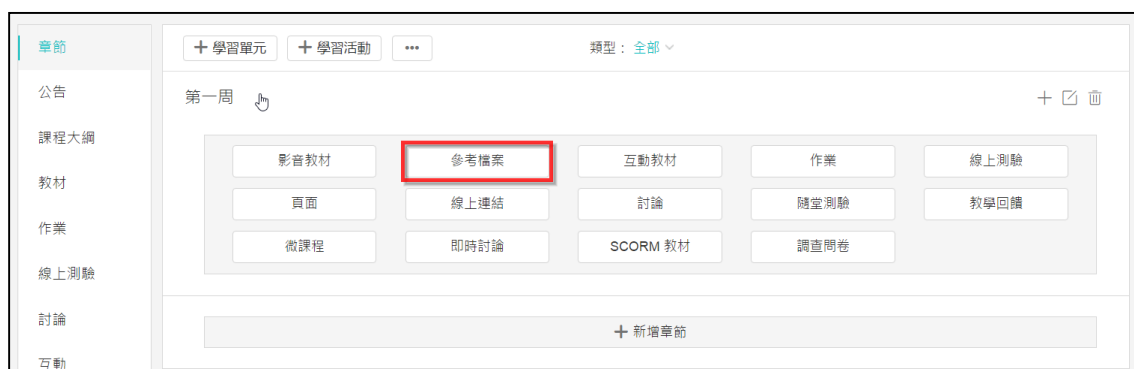 章節
公告
課程大綱
教材
作業
線上測驗
討論
互動
+ 學習單元 + 學習活動 ••• 類型： 全部
第一周
影音教材 參考檔案 互動教材 作業 線上測驗
頁面 線上連結 討論 隨堂測驗 教學回饋
微課程 即時討論 SCORM 教材 調查問卷
+ 新增章節